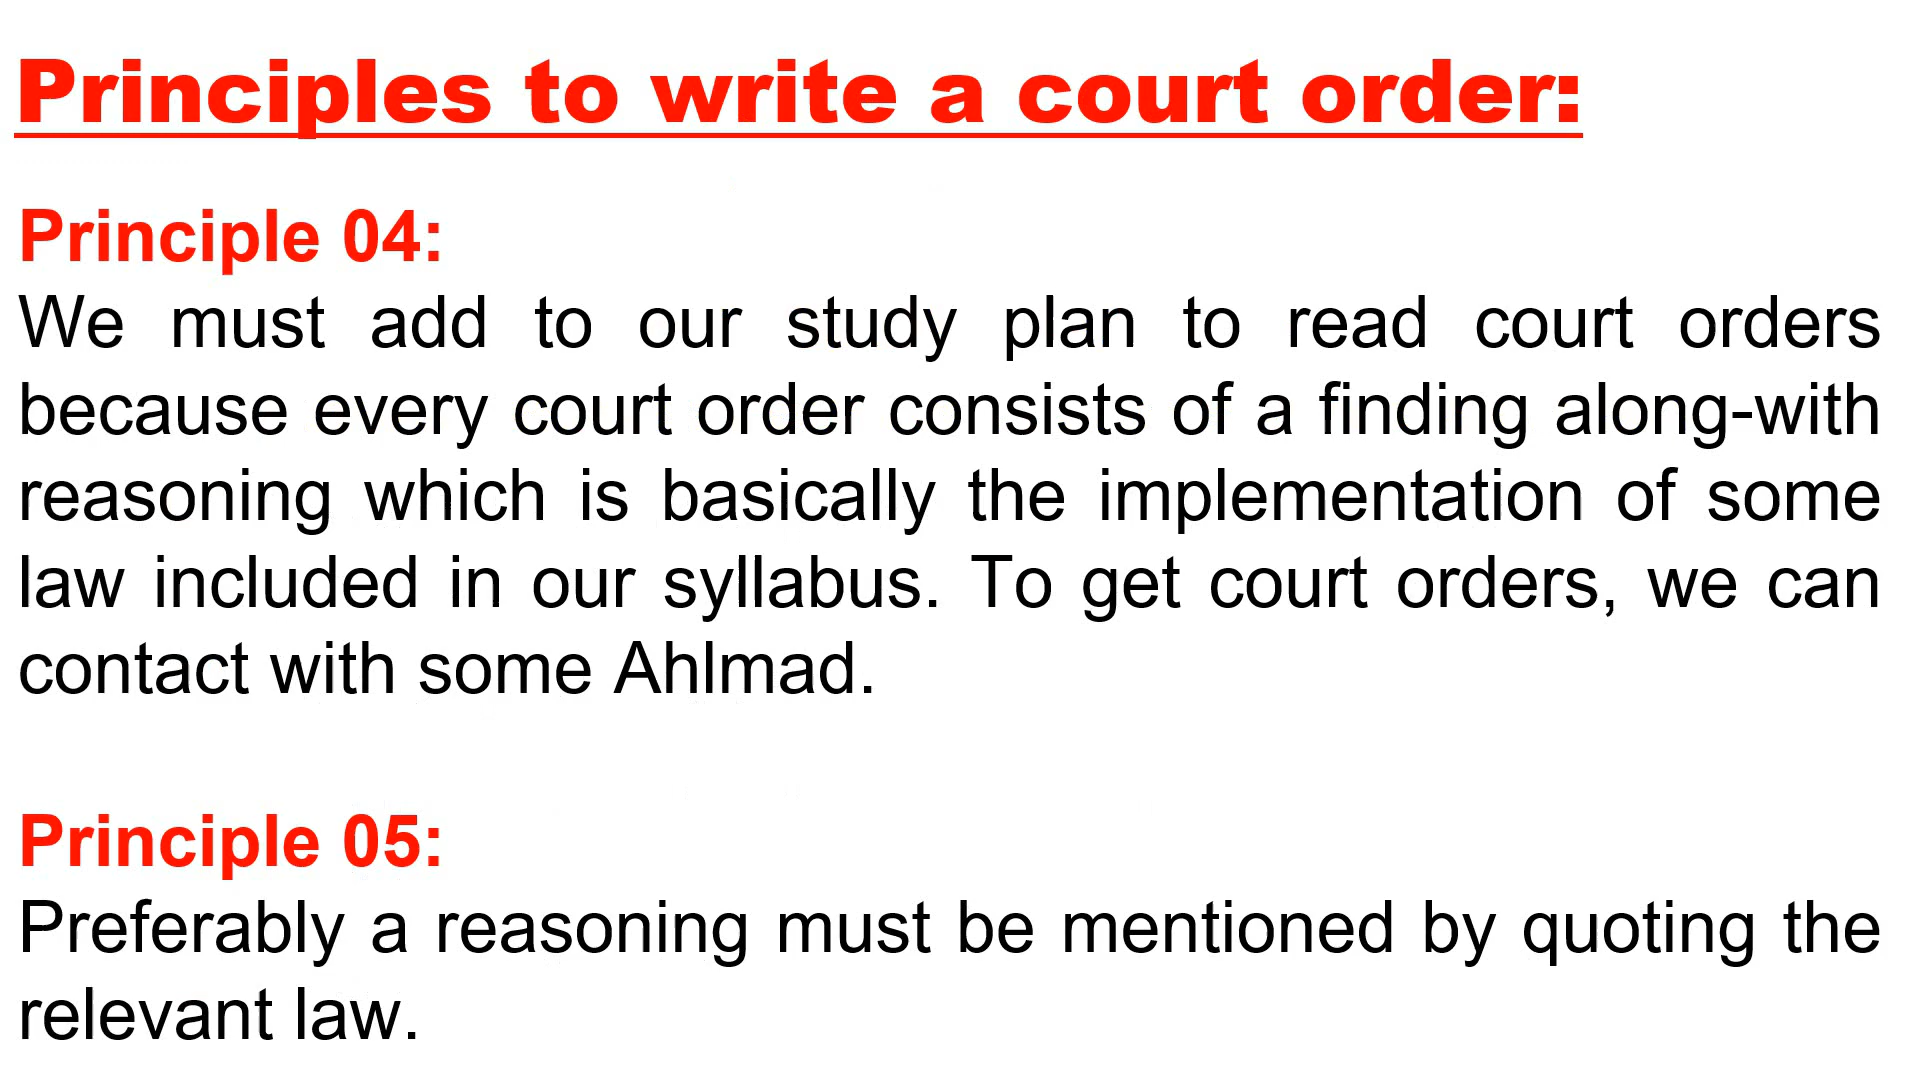 Principles to write a court order:
Principle 04:
We must add to our study plan to read court orders
because every court order consists of a finding along-with
reasoning which is basically the implementation of some
law included in our syllabus. To get court orders, we can
contact with some Ahlmad.
Principle 05:
Preferably a reasoning must be mentioned by quoting the
relevant law.